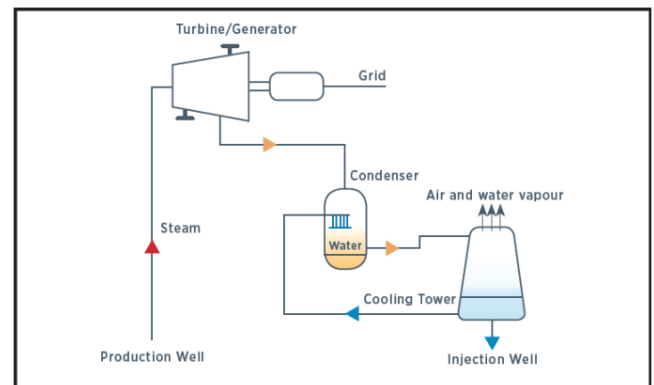 Turbine/Generator
Grid
Condenser
Air and water vapour
Steam
Water
Cooling Tower
Production Well
Injection Well